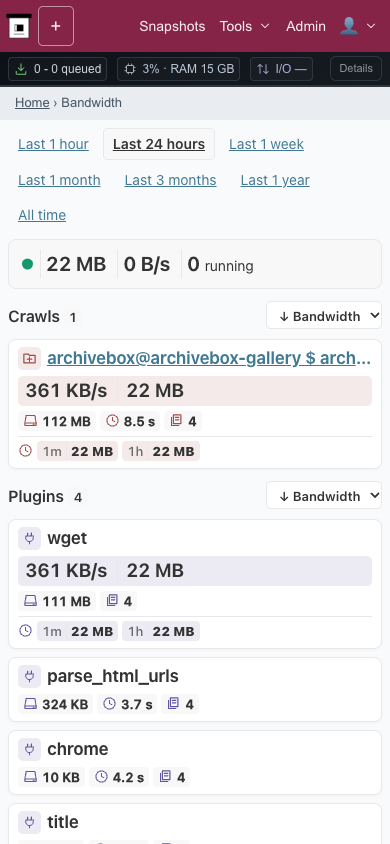 +
Snapshots Tools Admin
0 - 0 queued 3% · RAM 15 GB I/O — Details
Home › Bandwidth
Last 1 hour Last 24 hours Last 1 week
Last 1 month Last 3 months Last 1 year
All time
22 MB 0 B/s 0 running
Crawls 1 ↓ Bandwidth
archivebox@archivebox-gallery $ arch...
361 KB/s 22 MB
112 MB 8.5 s 4
1m 22 MB 1h 22 MB
Plugins 4 ↓ Bandwidth
wget
361 KB/s 22 MB
111 MB 4
1m 22 MB 1h 22 MB
parse_html_urls
324 KB 3.7 s 4
chrome
10 KB 4.2 s 4
title